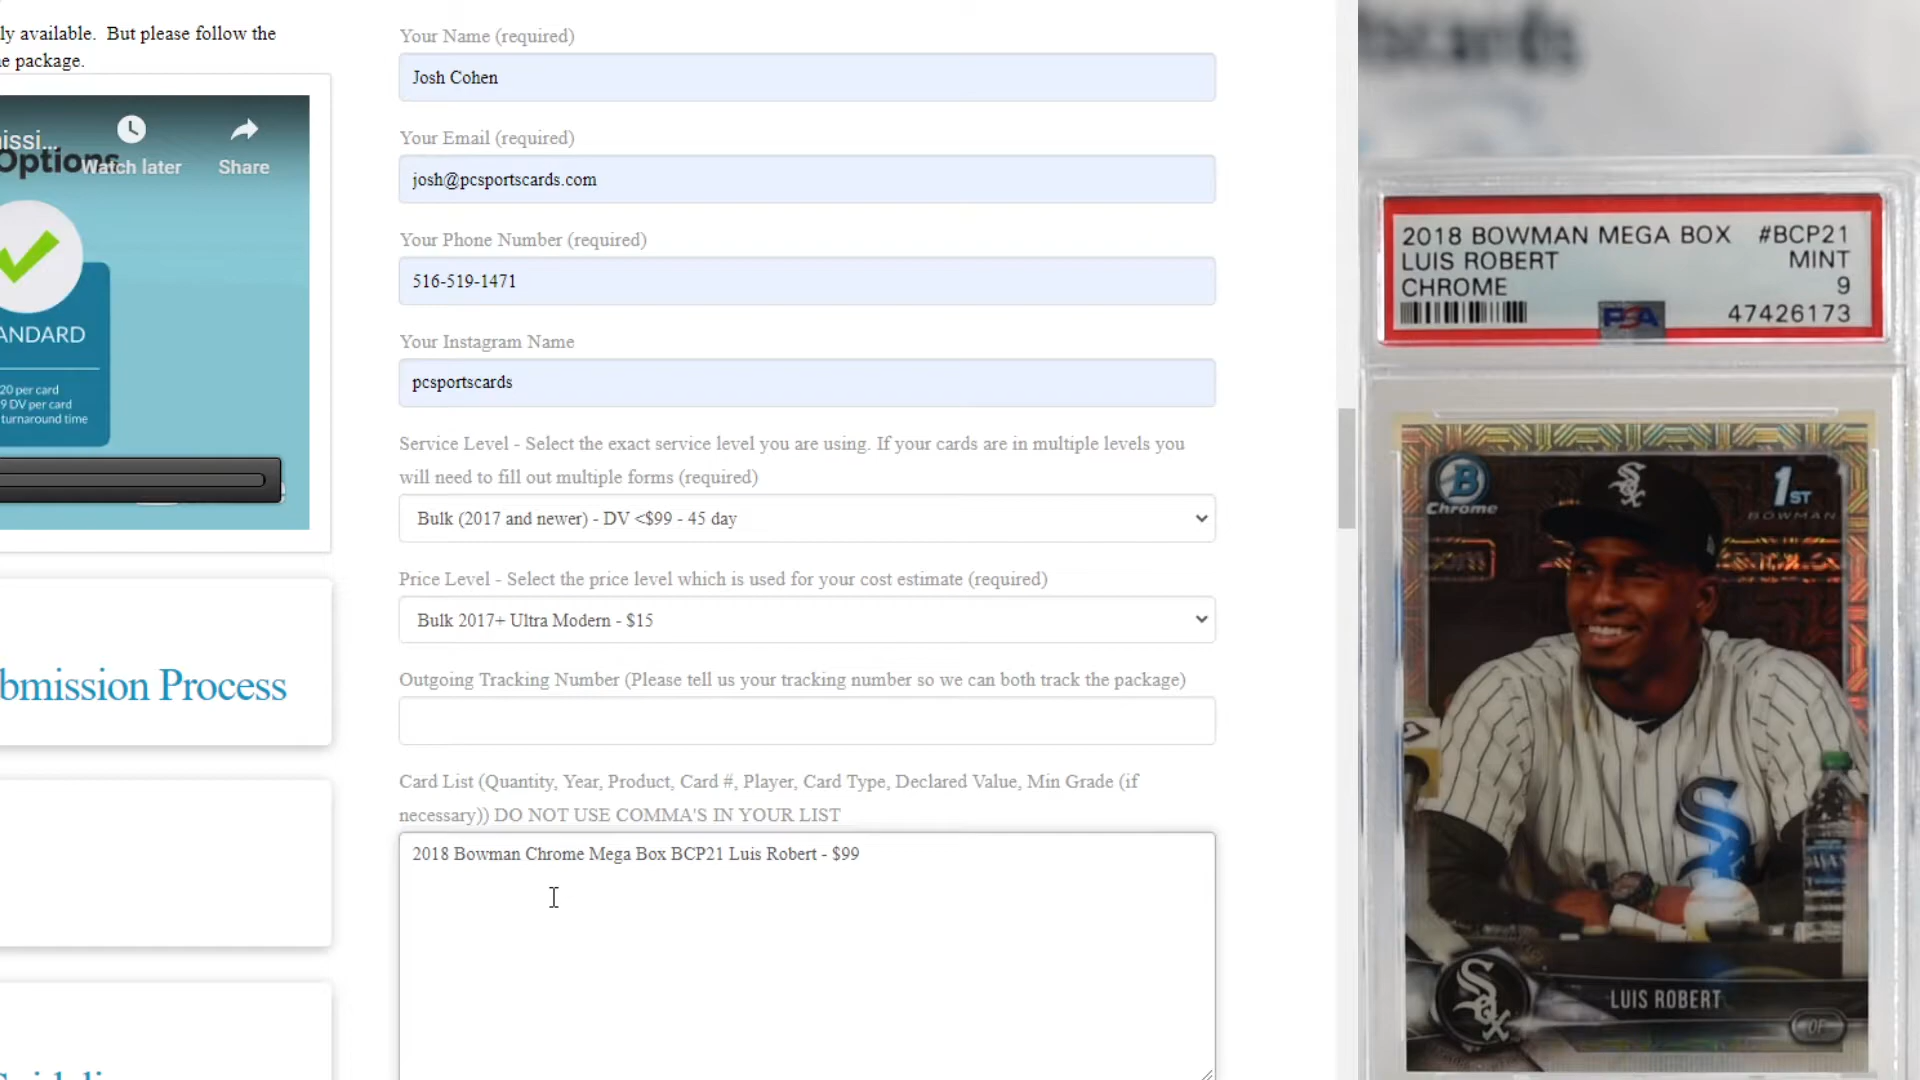 ly available.  But please follow the
e package.
issi...
Options
Watch later
Share
ANDARD
20 per card
9 DV per card
turnaround time
bmission Process
Your Name (required)
Josh Cohen
Your Email (required)
josh@pcsportscards.com
Your Phone Number (required)
516-519-1471
Your Instagram Name
pcsportscards
Service Level - Select the exact service level you are using. If your cards are in multiple levels you
will need to fill out multiple forms (required)
Bulk (2017 and newer) - DV <$99 - 45 day
Price Level - Select the price level which is used for your cost estimate (required)
Bulk 2017+ Ultra Modern - $15
Outgoing Tracking Number (Please tell us your tracking number so we can both track the package)
Card List (Quantity, Year, Product, Card #, Player, Card Type, Declared Value, Min Grade (if
necessary)) DO NOT USE COMMA'S IN YOUR LIST
2018 Bowman Chrome Mega Box BCP21 Luis Robert - $99
2018 BOWMAN MEGA BOX #BCP21
LUIS ROBERT MINT
CHROME 9
PSA 47426173
B
Chrome
1ST
BOWMAN
Sox
LUIS ROBERT
Sox
OF